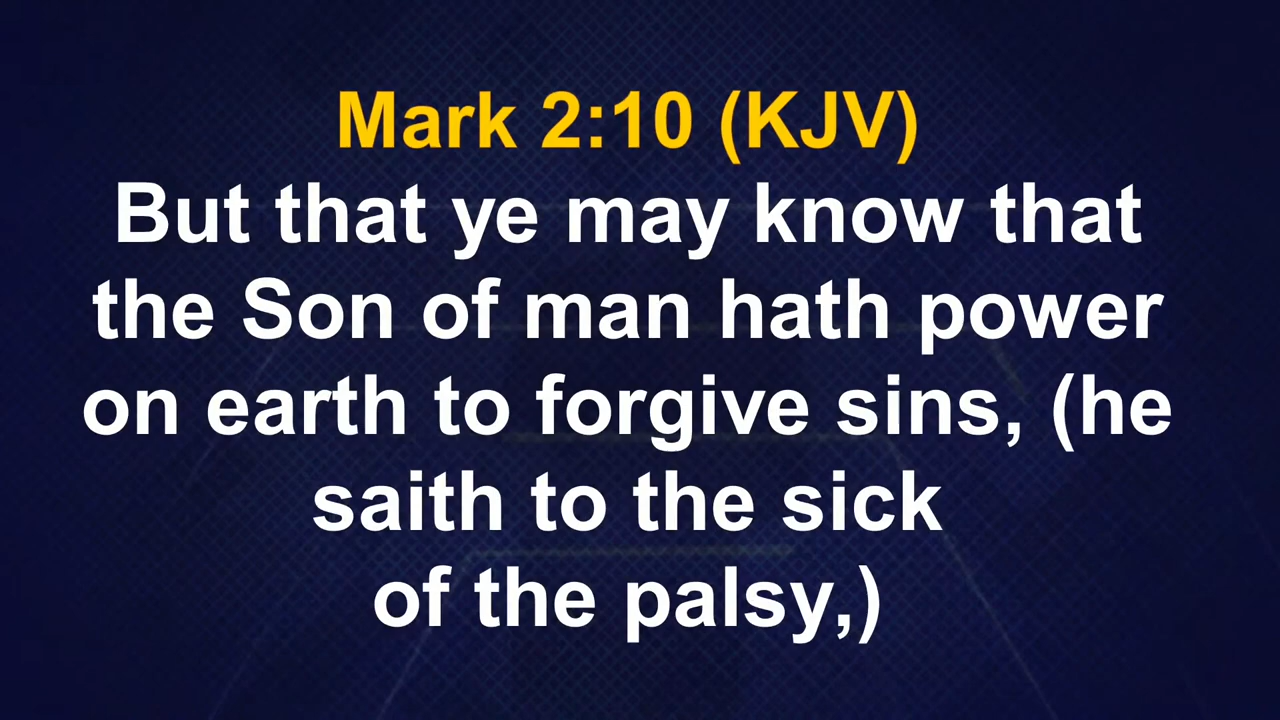 Mark 2:10 (KJV)
But that ye may know that
the Son of man hath power
on earth to forgive sins, (he
saith to the sick
of the palsy,)